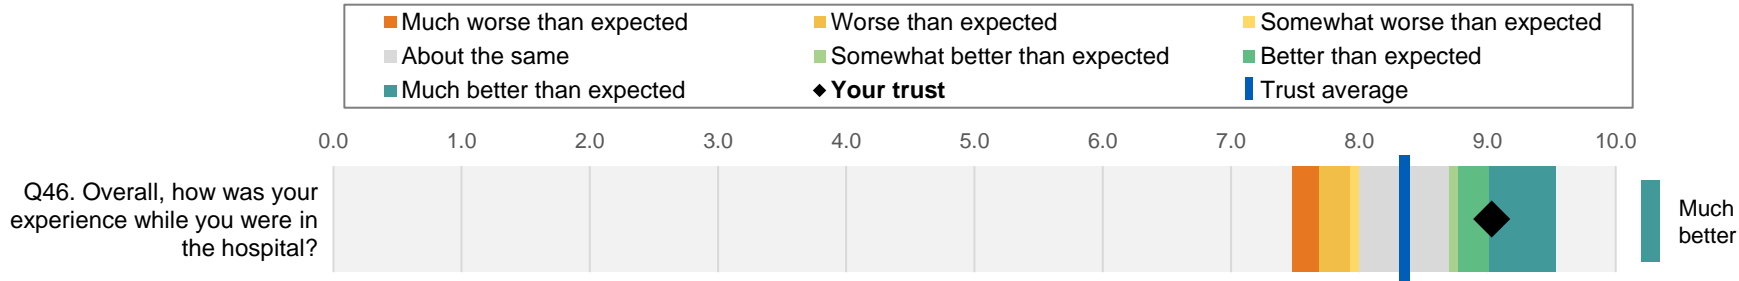 Much worse than expected
Worse than expected
Somewhat worse than expected
About the same
Somewhat better than expected
Better than expected
Much better than expected
Your trust
Trust average
0.0 1.0 2.0 3.0 4.0 5.0 6.0 7.0 8.0 9.0 10.0
Q46. Overall, how was your
experience while you were in
the hospital?
Much
better